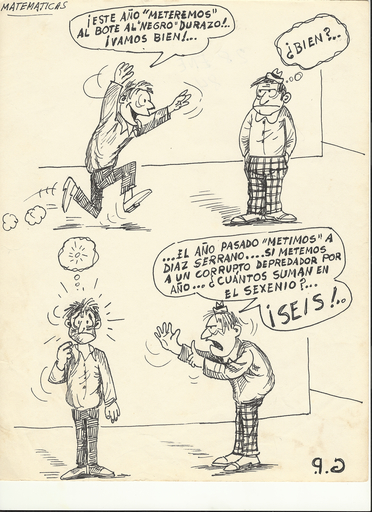 MATEMATICAS
¡ESTE AÑO "METEREMOS"
AL BOTE AL "NEGRO" DURAZO!..
¡VAMOS BIEN!...
¿BIEN?...
...EL AÑO PASADO "METIMOS" A
DIAZ SERRANO....SI METEMOS
A UN CORRUPTO DEPREDADOR POR
AÑO...¿CUÁNTOS SUMAN EN
EL SEXENIO?...
¡SEIS!..
G.P.